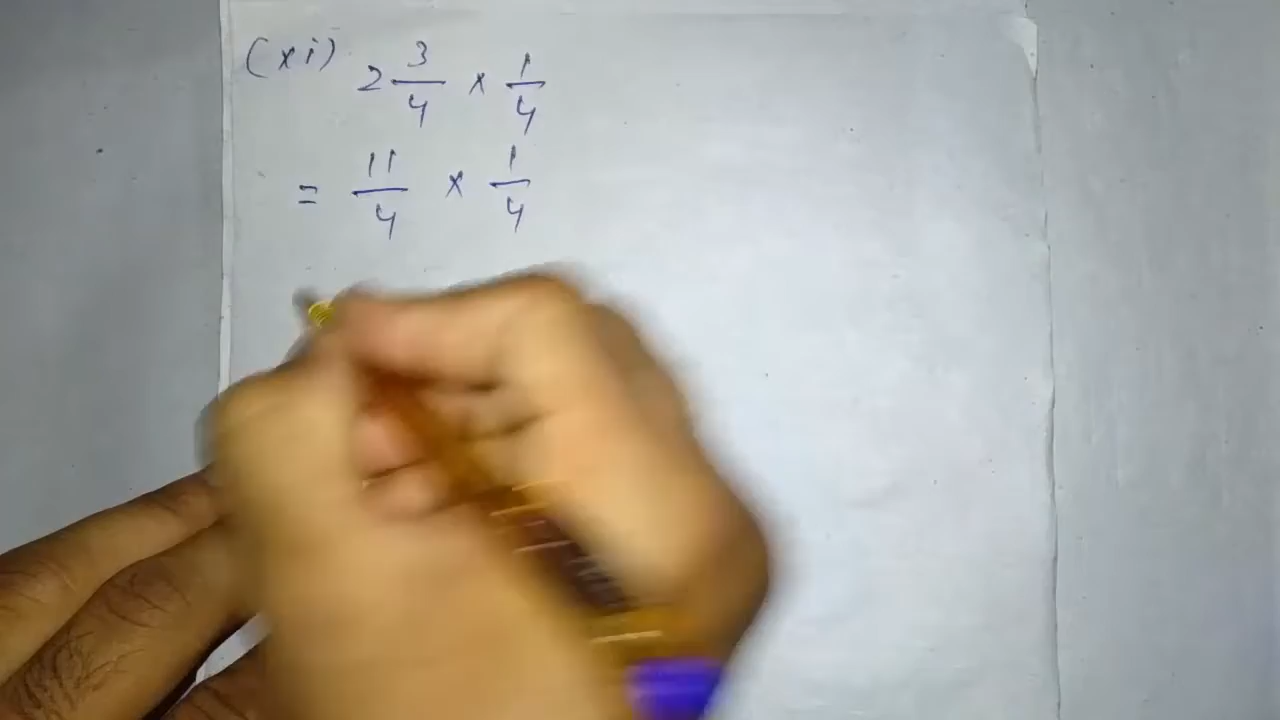 (xi) 2 3/4 × 1/4
= 11/4 × 1/4